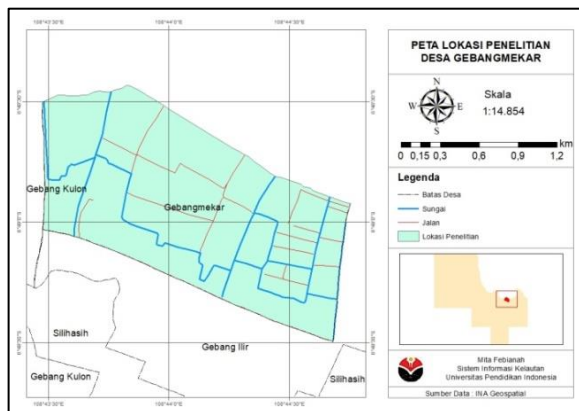 108°43'30"E 108°44'0"E 108°44'30"E
Gebang Kulon
Gebangmekar
Silihasih
Gebang Ilir
Gebang Kulon
Silihasih
108°43'30"E 108°44'0"E 108°44'30"E
PETA LOKASI PENELITIAN
DESA GEBANGMEKAR
N
W E
S
Skala
1:14.854
km
0 0,15 0,3 0,6 0,9 1,2
Legenda
Batas Desa
Sungai
Jalan
Lokasi Penelitian
Mita Febianah
Sistem Informasi Kelautan
Universitas Pendidikan Indonesia
Sumber Data : INA Geospatial